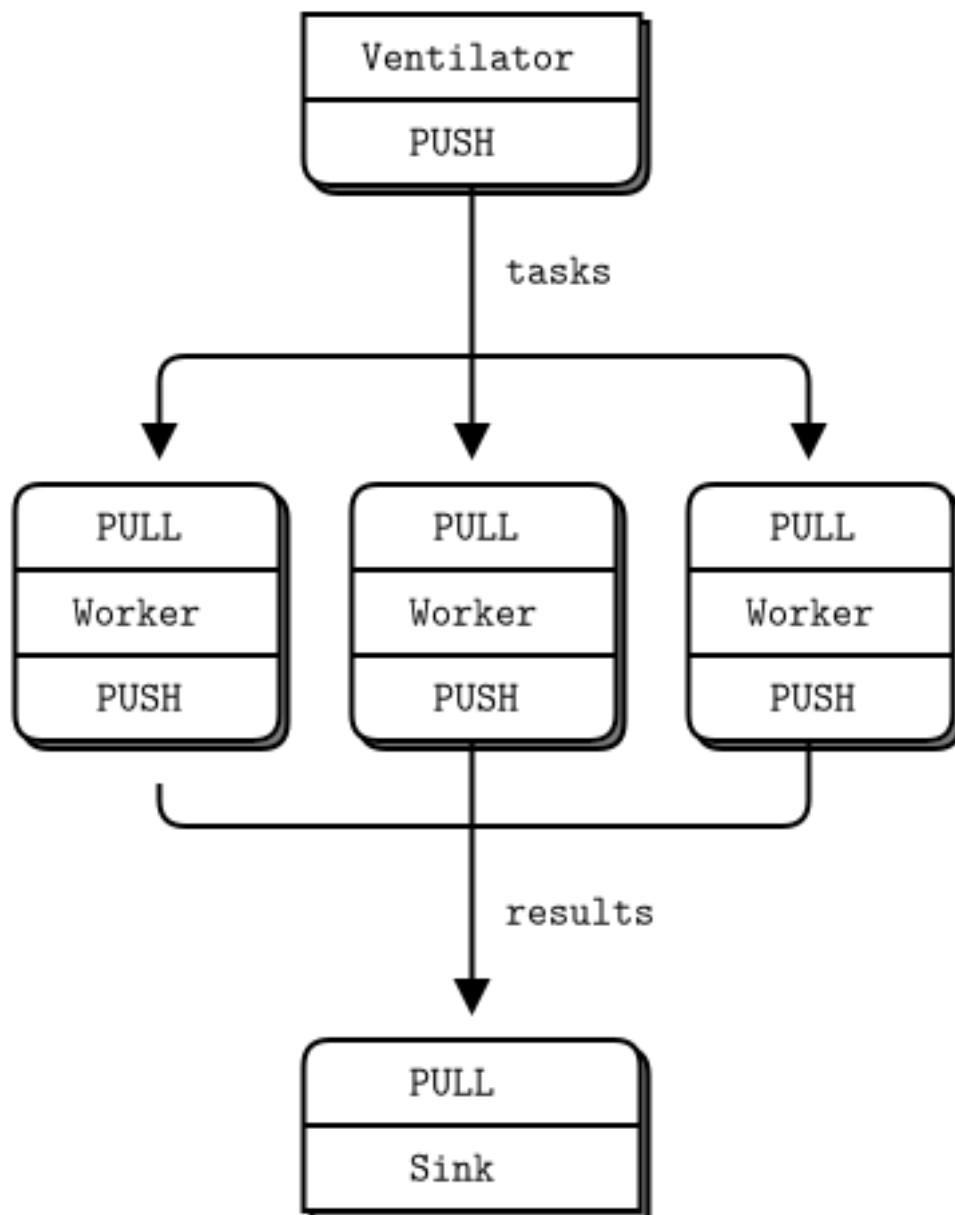 Ventilator
PUSH
tasks
PULL PULL PULL
Worker Worker Worker
PUSH PUSH PUSH
results
PULL
Sink